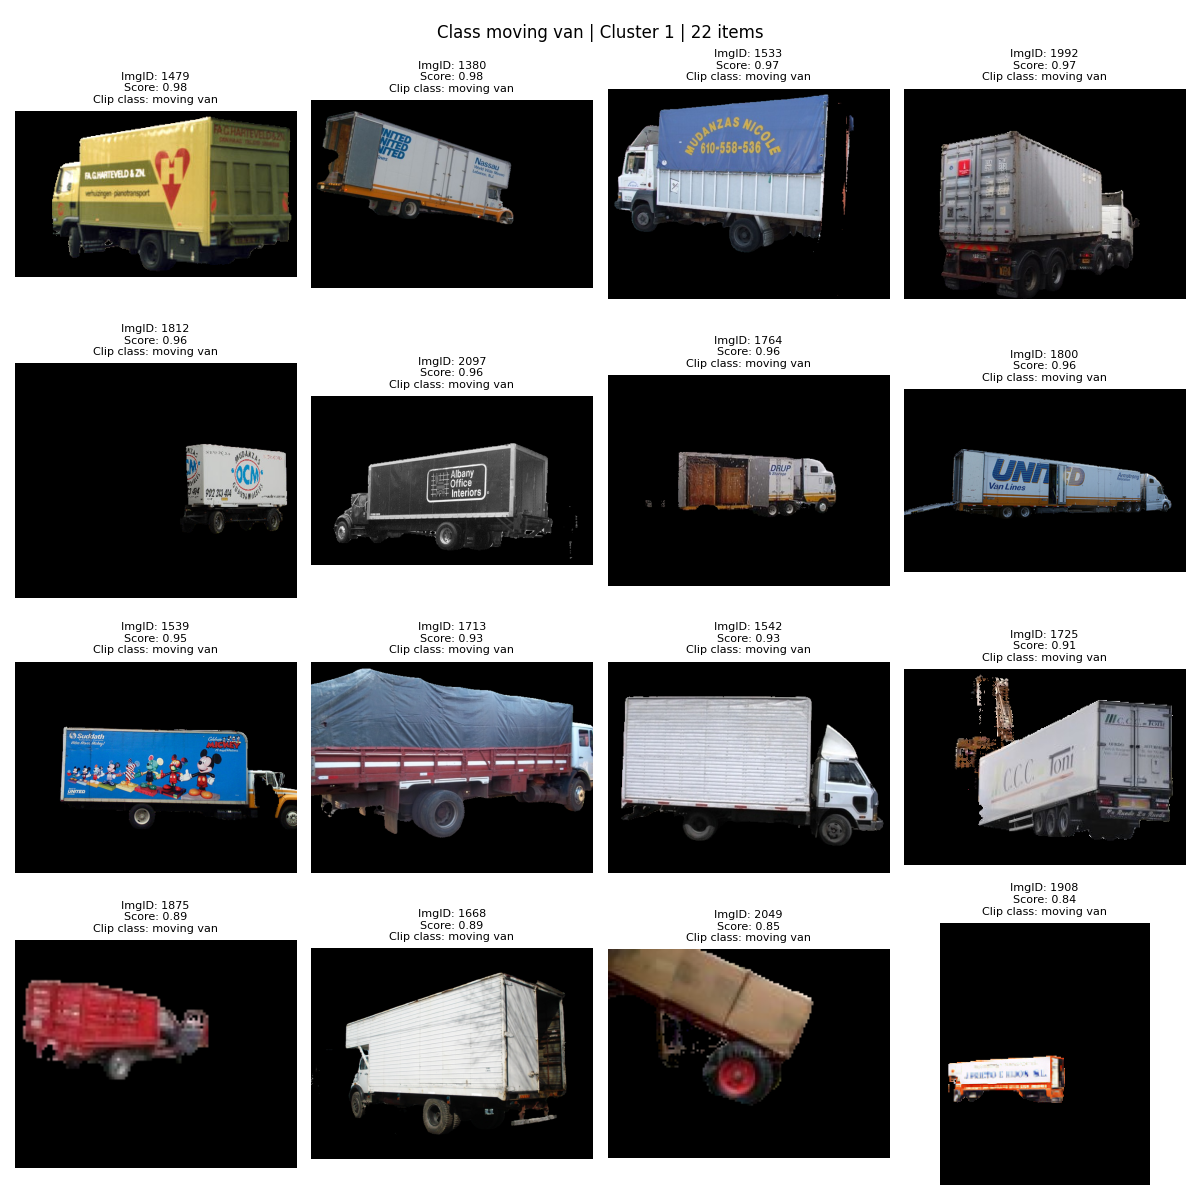 Class moving van | Cluster 1 | 22 items
ImgID: 1479
Score: 0.98
Clip class: moving van
FA.G.HARTEVELD & ZN.
verhuizingen - pianotransport
H
FA.G.HARTEVELD & ZN.
ImgID: 1380
Score: 0.98
Clip class: moving van
UNITED
UNITED
UNITED
Nassau
ImgID: 1533
Score: 0.97
Clip class: moving van
MUDANZAS NICOLE
610-558-536
ImgID: 1992
Score: 0.97
Clip class: moving van
ImgID: 1812
Score: 0.96
Clip class: moving van
MUDANZAS
OCM
902 313 414
ImgID: 2097
Score: 0.96
Clip class: moving van
Albany
Office
Interiors
ImgID: 1764
Score: 0.96
Clip class: moving van
DRUP
ImgID: 1800
Score: 0.96
Clip class: moving van
UNITED
Van Lines
ImgID: 1539
Score: 0.95
Clip class: moving van
Suddath
MICKEY
UNITED
ImgID: 1713
Score: 0.93
Clip class: moving van
ImgID: 1542
Score: 0.93
Clip class: moving van
ImgID: 1725
Score: 0.91
Clip class: moving van
C.C.C. Toni
C.C. Toni
ImgID: 1875
Score: 0.89
Clip class: moving van
ImgID: 1668
Score: 0.89
Clip class: moving van
ImgID: 2049
Score: 0.85
Clip class: moving van
ImgID: 1908
Score: 0.84
Clip class: moving van